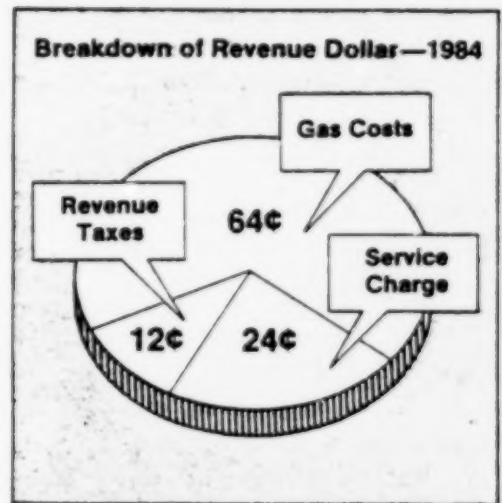 Breakdown of Revenue Dollar—1984
Gas Costs
Revenue
Taxes
64¢
Service
Charge
12¢
24¢